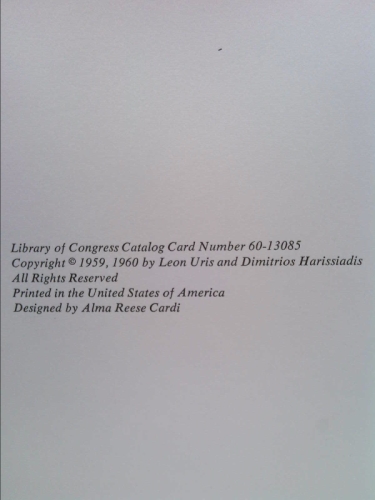 Library of Congress Catalog Card Number 60-13085
Copyright © 1959, 1960 by Leon Uris and Dimitrios Harissiadis
All Rights Reserved
Printed in the United States of America
Designed by Alma Reese Cardi